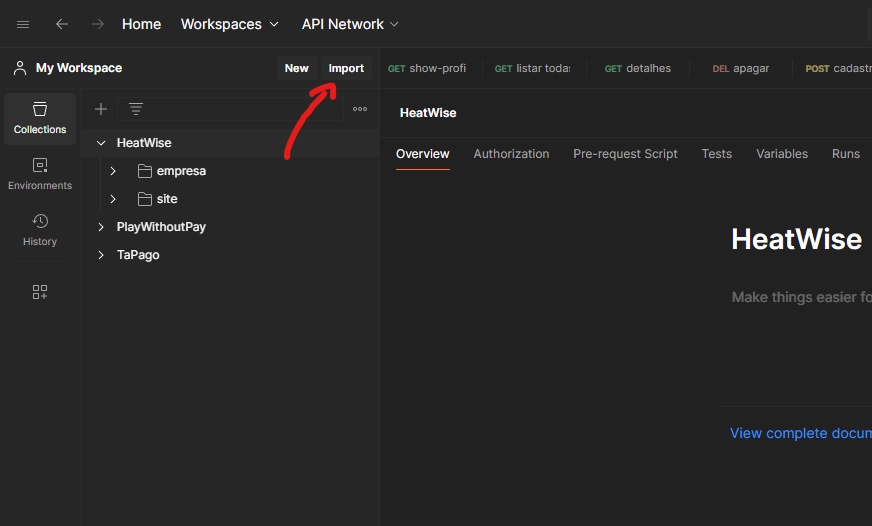 Home Workspaces API Network
My Workspace New Import GET show-profi GET listar todas DEL apagar POST cadastr
GET detalhes
Collections
Environments
History
HeatWise
empresa
site
PlayWithoutPay
TaPago
HeatWise
Overview Authorization Pre-request Script Tests Variables Runs
HeatWise
Make things easier fo
View complete docum